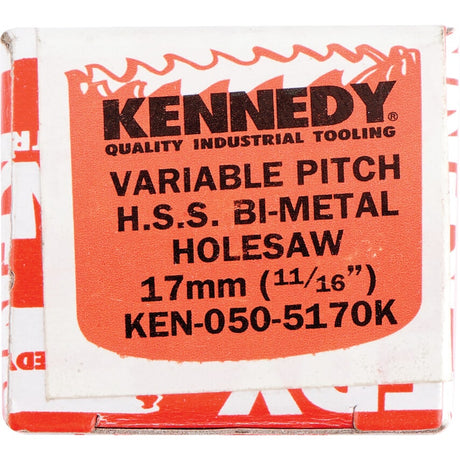 KENNEDY®
QUALITY INDUSTRIAL TOOLING
VARIABLE PITCH
H.S.S. BI-METAL
HOLESAW
17mm (11/16”)
KEN-050-5170K